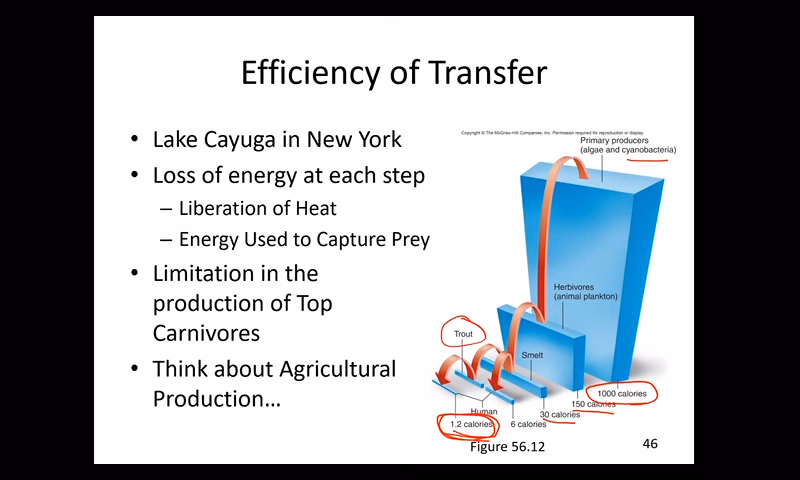 Efficiency of Transfer
• Lake Cayuga in New York
• Loss of energy at each step
– Liberation of Heat
– Energy Used to Capture Prey
• Limitation in the
production of Top
Carnivores
• Think about Agricultural
Production...
Copyright © The McGraw-Hill Companies, Inc. Permission required for reproduction or display.
Primary producers
(algae and cyanobacteria)
Herbivores
(animal plankton)
Trout
Smelt
Human
1000 calories
150 calories
30 calories
6 calories
1.2 calories
Figure 56.12
46